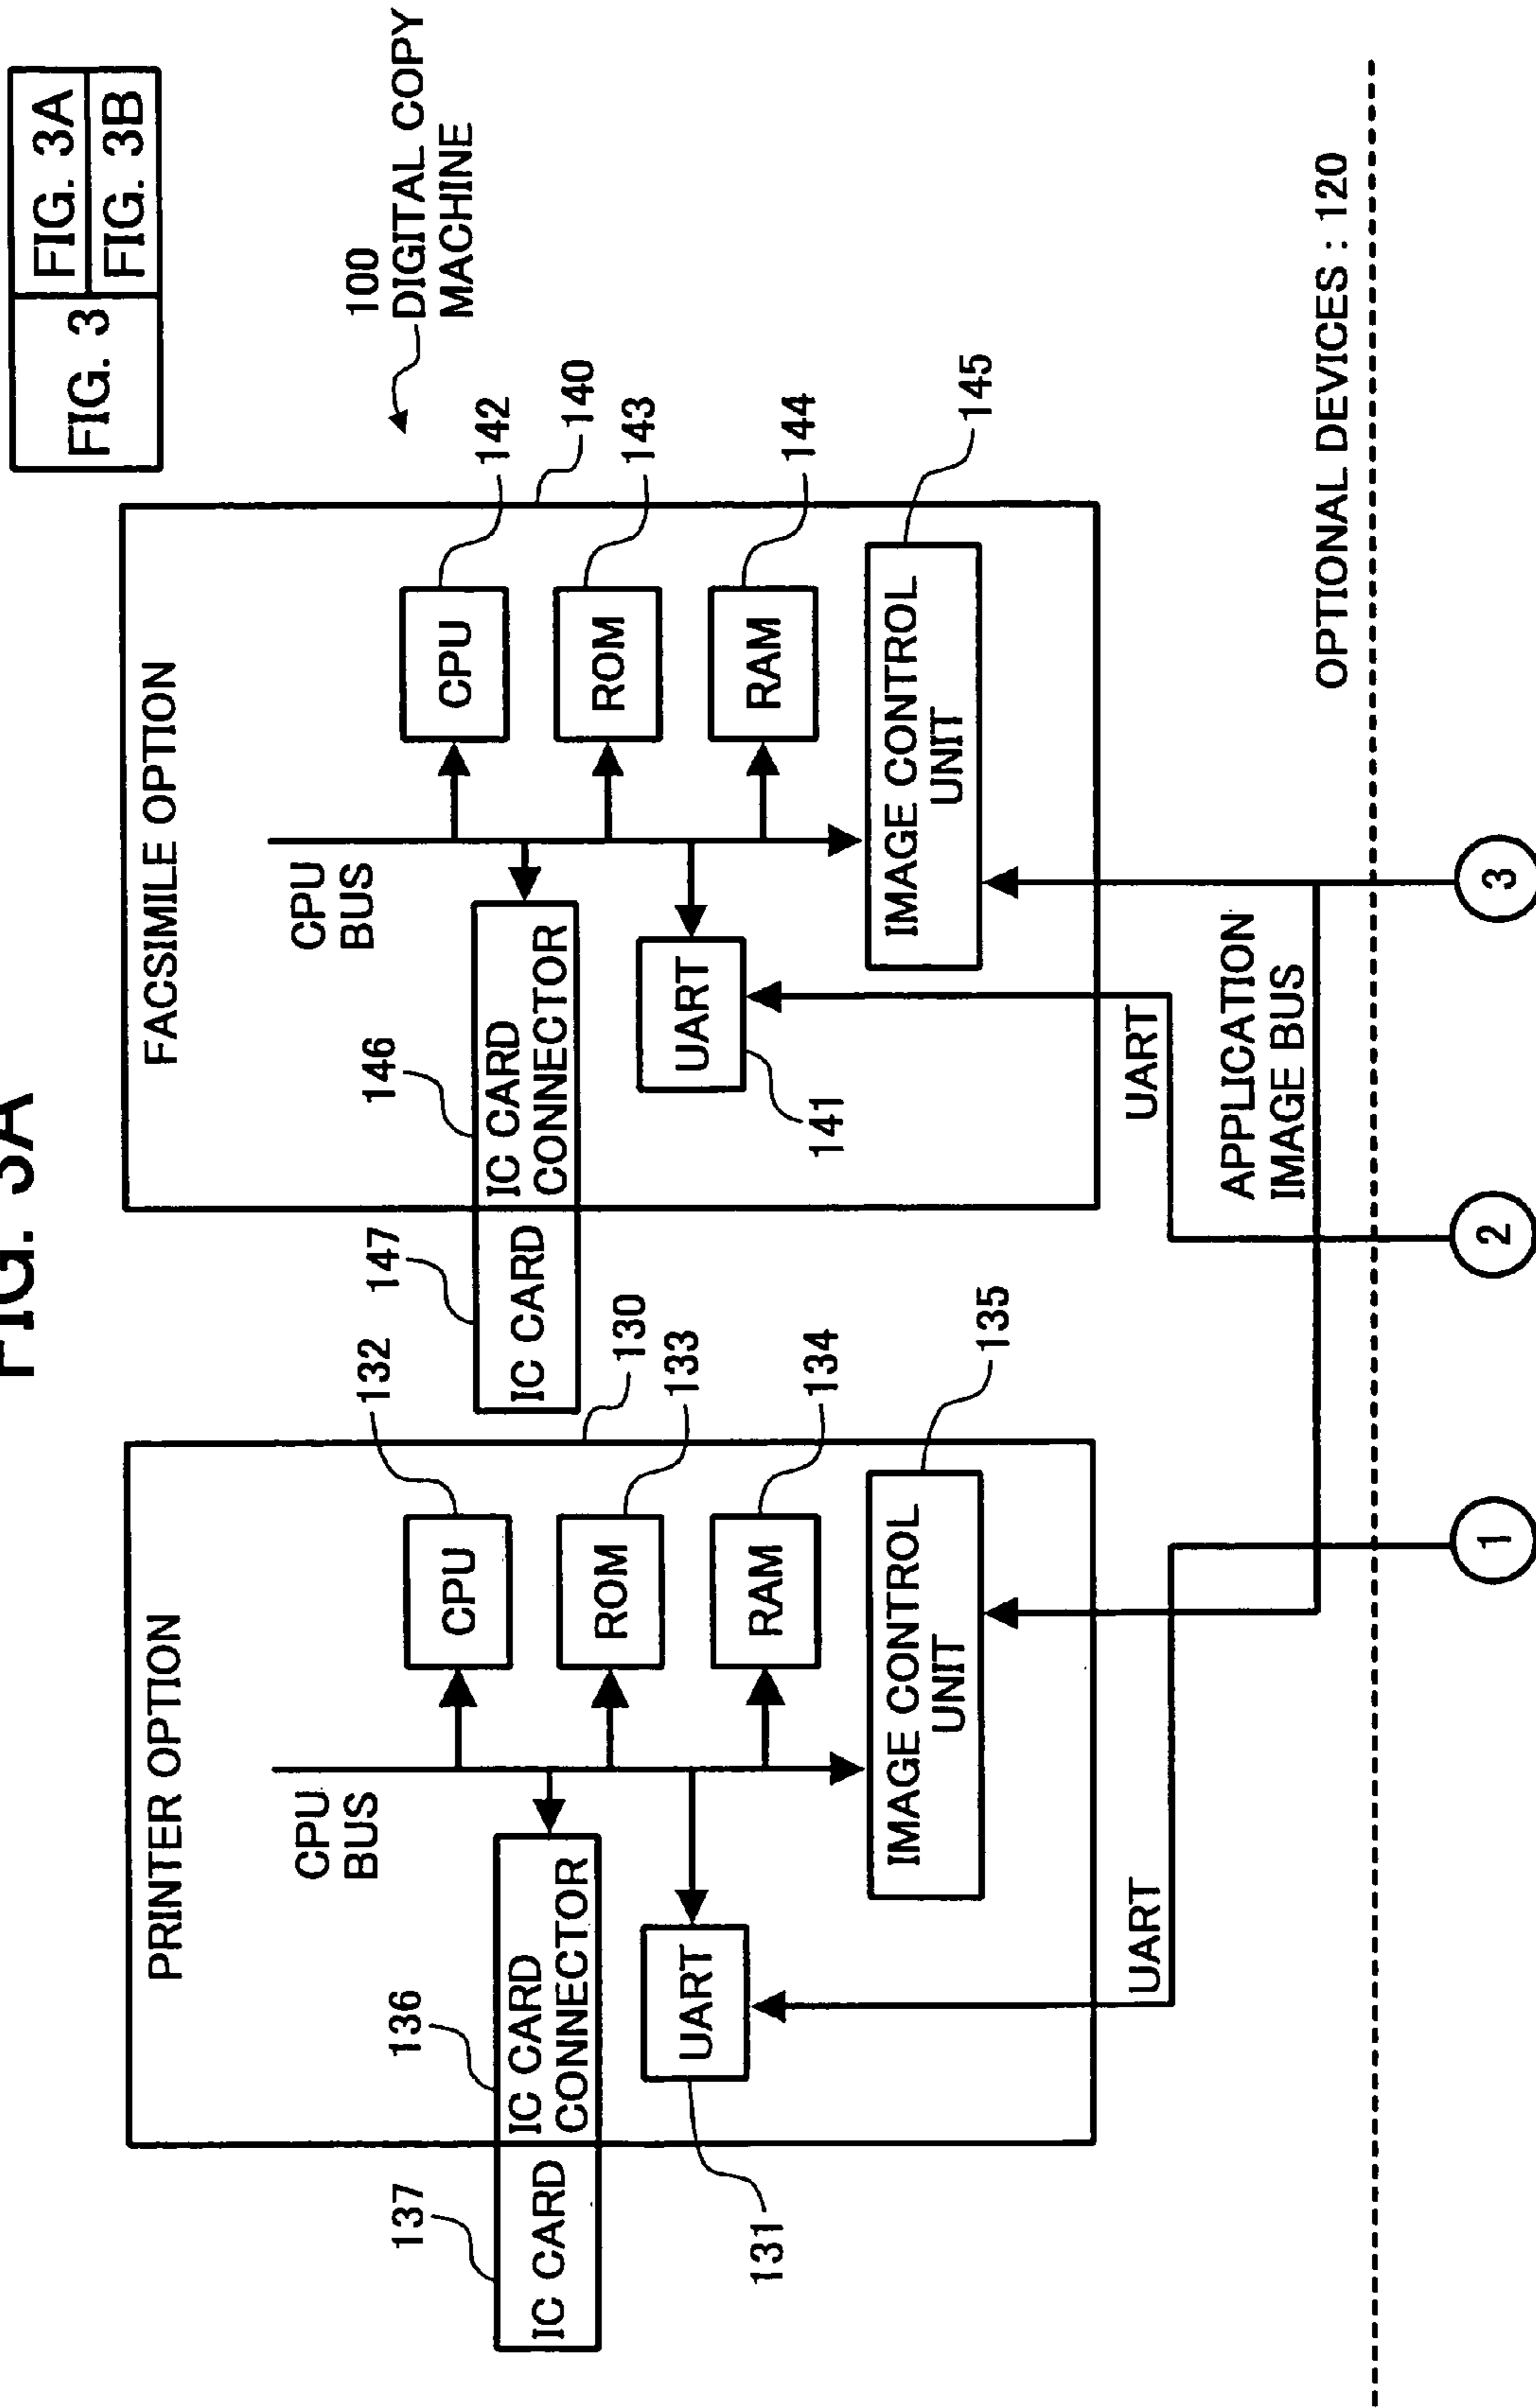 FIG. 3A
FIG. 3
FIG. 3A
FIG. 3B
100
DIGITAL COPY
MACHINE
PRINTER OPTION
CPU
BUS
137
136
132
IC CARD
IC CARD
CONNECTOR
CPU
130
133
ROM
131
UART
134
RAM
135
IMAGE CONTROL
UNIT
UART
FACSIMILE OPTION
CPU
BUS
147
146
142
IC CARD
IC CARD
CONNECTOR
CPU
140
143
ROM
141
UART
144
RAM
145
IMAGE CONTROL
UNIT
UART
APPLICATION
IMAGE BUS
OPTIONAL DEVICES : 120
1
2
3